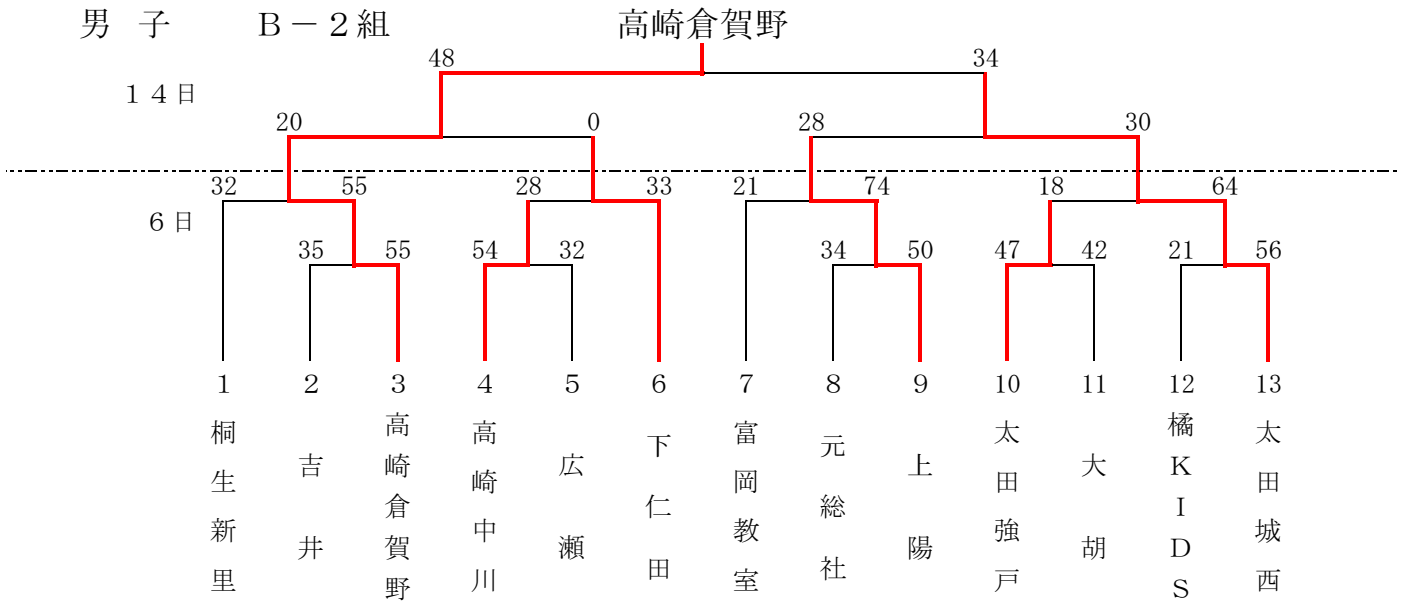 男 子 Ｂ－２組 高崎倉賀野
48 34
１４日
20 0 28 30
32 55 28 33 21 74 18 64
６日
35 55 54 32 34 50 47 42 21 56
1 2 3 4 5 6 7 8 9 10 11 12 13
桐生新里
吉井
高崎倉賀野
高崎中川
広瀬
下仁田
富岡教室
元総社
上陽
太田強戸
大胡
橘ＫＩＤＳ
太田城西